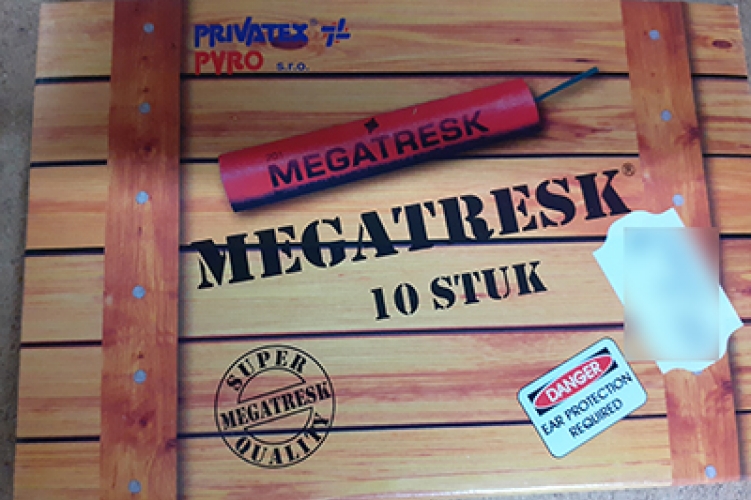 PRIVATEX
PYRO s.r.o.
MEGATRESK
MEGATRESK®
10 STUK
SUPER
MEGATRESK
QUALITY
DANGER
EAR PROTECTION
REQUIRED